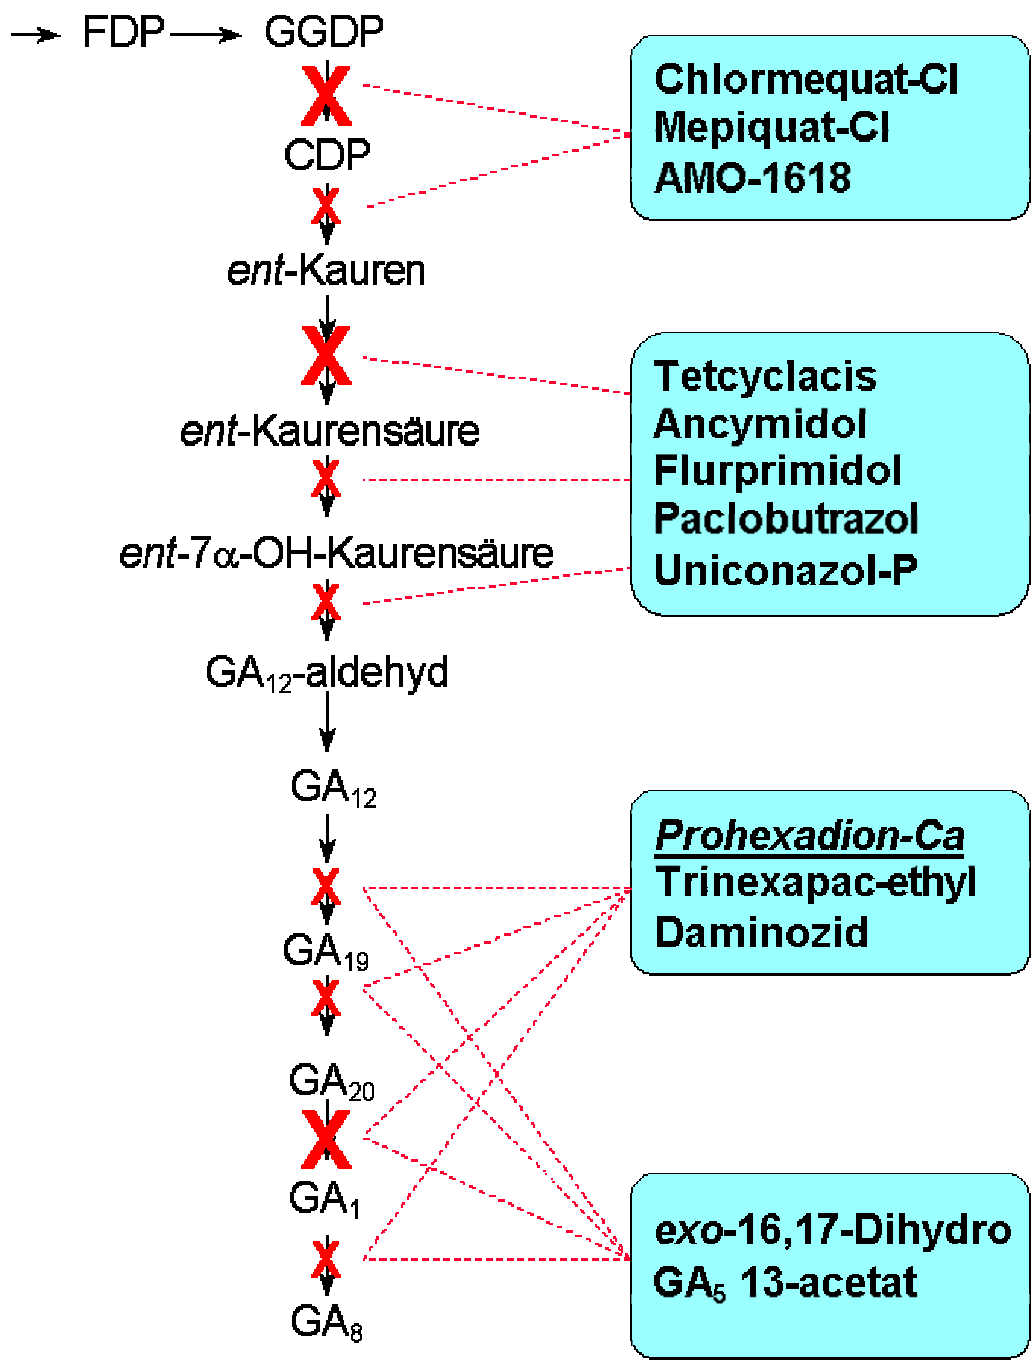 FDP GGDP
Chlormequat-Cl
Mepiquat-Cl
AMO-1618
CDP
ent-Kauren
Tetcyclacis
Ancymidol
Flurprimidol
Paclobutrazol
Uniconazol-P
ent-Kaurensäure
ent-7α-OH-Kaurensäure
GA12-aldehyd
GA12
Prohexadion-Ca
Trinexapac-ethyl
Daminozid
GA19
GA20
GA1
exo-16,17-Dihydro
GA5 13-acetat
GA8